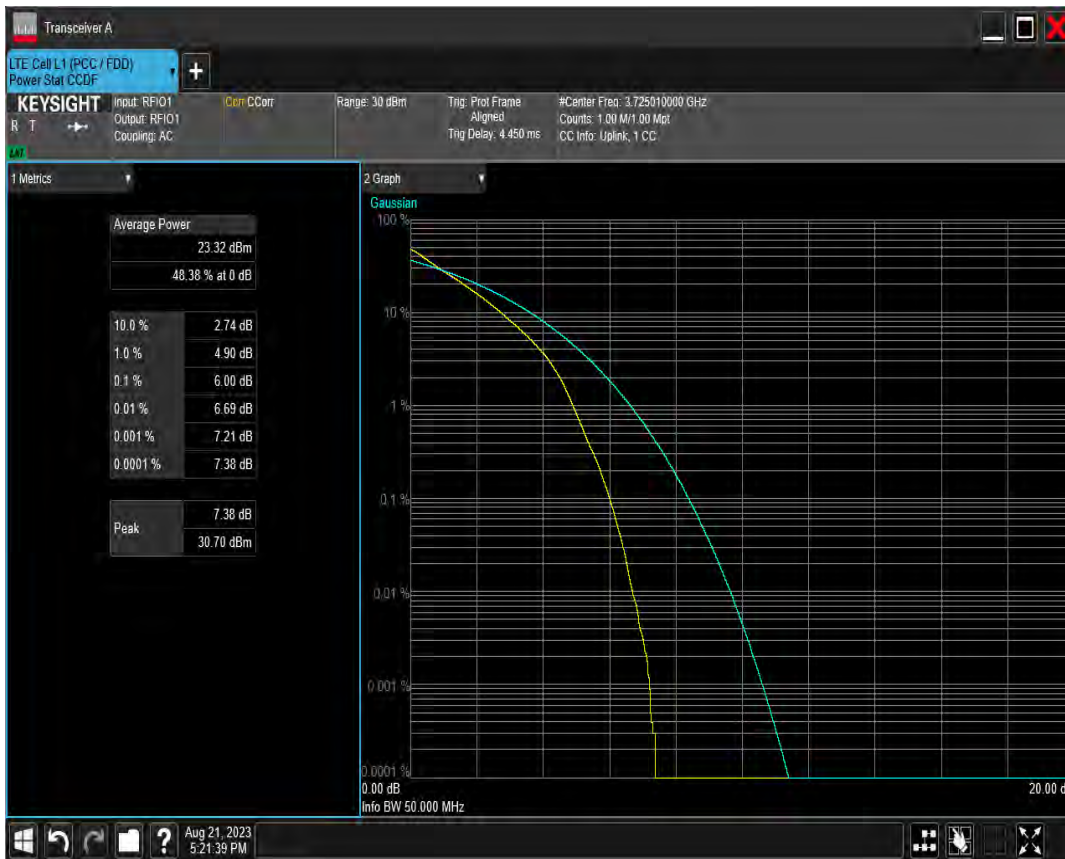 Transceiver A
LTE Cell L1 (PCC / FDD)
Power Stat CCDF
+
KEYSIGHT
R T
LXI
Input: RFIO1
Output: RFIO1
Coupling: AC
Corr CCorr
Range: 30 dBm
Trig: Prot Frame
Aligned
Trig Delay: 4.450 ms
#Center Freq: 3.725010000 GHz
Counts: 1.00 M/1.00 Mpt
CC Info: Uplink, 1 CC
1 Metrics
Average Power
23.32 dBm
48.38 % at 0 dB
10.0 % 2.74 dB
1.0 % 4.90 dB
0.1 % 6.00 dB
0.01 % 6.69 dB
0.001 % 7.21 dB
0.0001 % 7.38 dB
Peak
7.38 dB
30.70 dBm
2 Graph
Gaussian
100 %
10 %
1 %
0.1 %
0.01 %
0.001 %
0.0001 %
0.00 dB
20.00 d
Info BW 50.000 MHz
?
Aug 21, 2023
5:21:39 PM